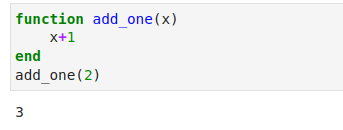 function add_one(x)
    x+1
end
add_one(2)
3